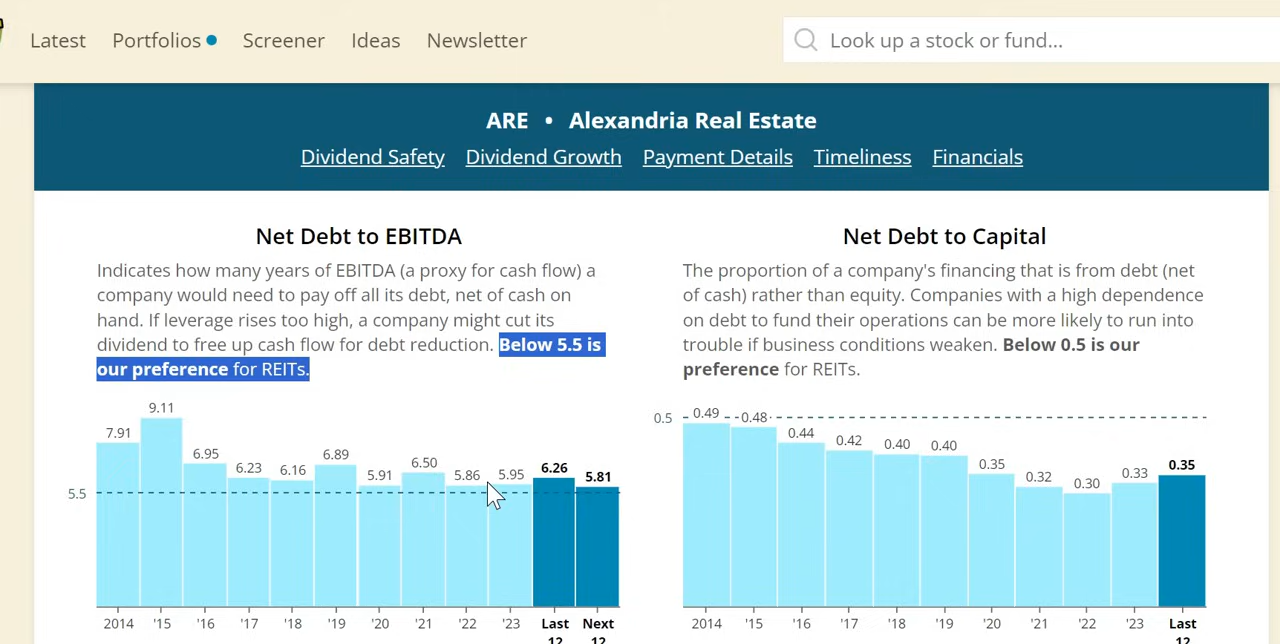 Latest Portfolios Screener Ideas Newsletter Look up a stock or fund...
ARE • Alexandria Real Estate
Dividend Safety Dividend Growth Payment Details Timeliness Financials
Net Debt to EBITDA
Indicates how many years of EBITDA (a proxy for cash flow) a
company would need to pay off all its debt, net of cash on
hand. If leverage rises too high, a company might cut its
dividend to free up cash flow for debt reduction. Below 5.5 is
our preference for REITs.
9.11
7.91
6.95
6.23
6.16
6.89
5.91
6.50
5.86
5.95
6.26
5.81
5.5
2014 '15 '16 '17 '18 '19 '20 '21 '22 '23 Last Next
12 12
Net Debt to Capital
The proportion of a company's financing that is from debt (net
of cash) rather than equity. Companies with a high dependence
on debt to fund their operations can be more likely to run into
trouble if business conditions weaken. Below 0.5 is our
preference for REITs.
0.5
0.49
0.48
0.44
0.42
0.40
0.40
0.35
0.32
0.30
0.33
0.35
2014 '15 '16 '17 '18 '19 '20 '21 '22 '23 Last
12